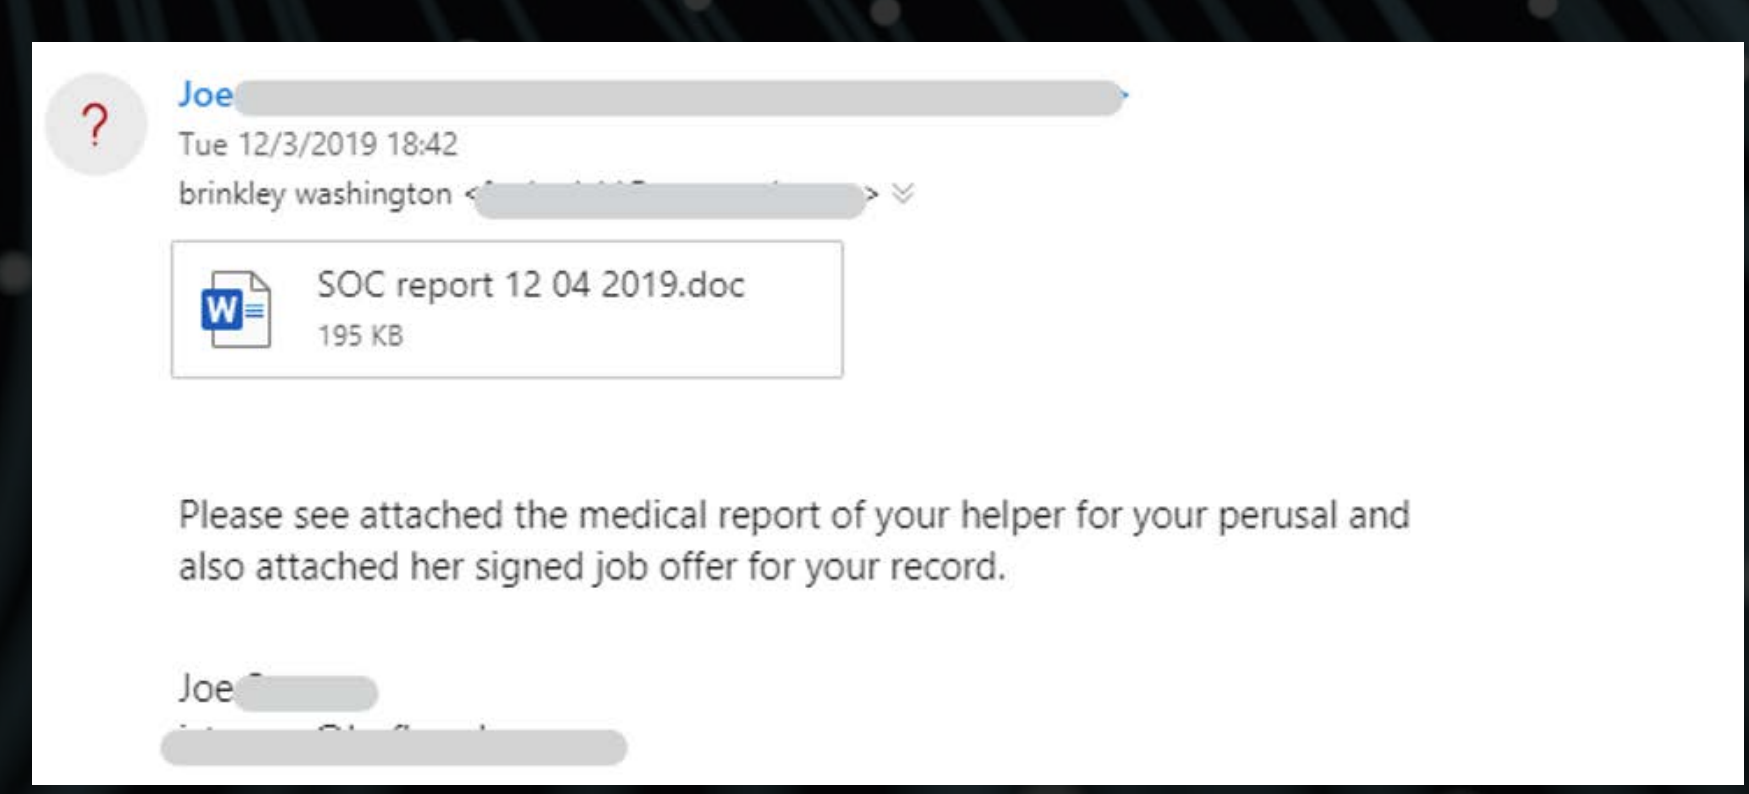 ?
Joe
Tue 12/3/2019 18:42
brinkley washington < >
W
SOC report 12 04 2019.doc
195 KB
Please see attached the medical report of your helper for your perusal and
also attached her signed job offer for your record.
Joe